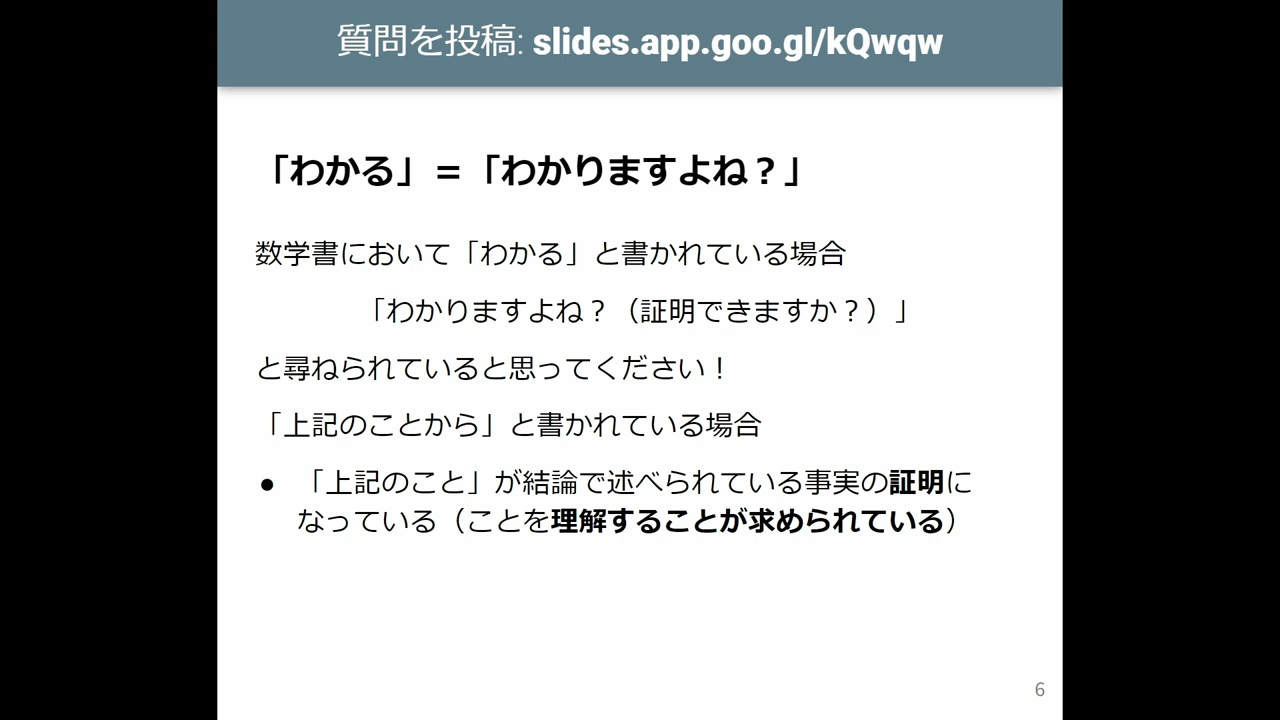 質問を投稿: slides.app.goo.gl/kQwqw
「わかる」＝「わかりますよね？」
数学書において「わかる」と書かれている場合
「わかりますよね？（証明できますか？）」
と尋ねられていると思ってください！
「上記のことから」と書かれている場合
● 「上記のこと」が結論で述べられている事実の証明に
なっている（ことを理解することが求められている）
6